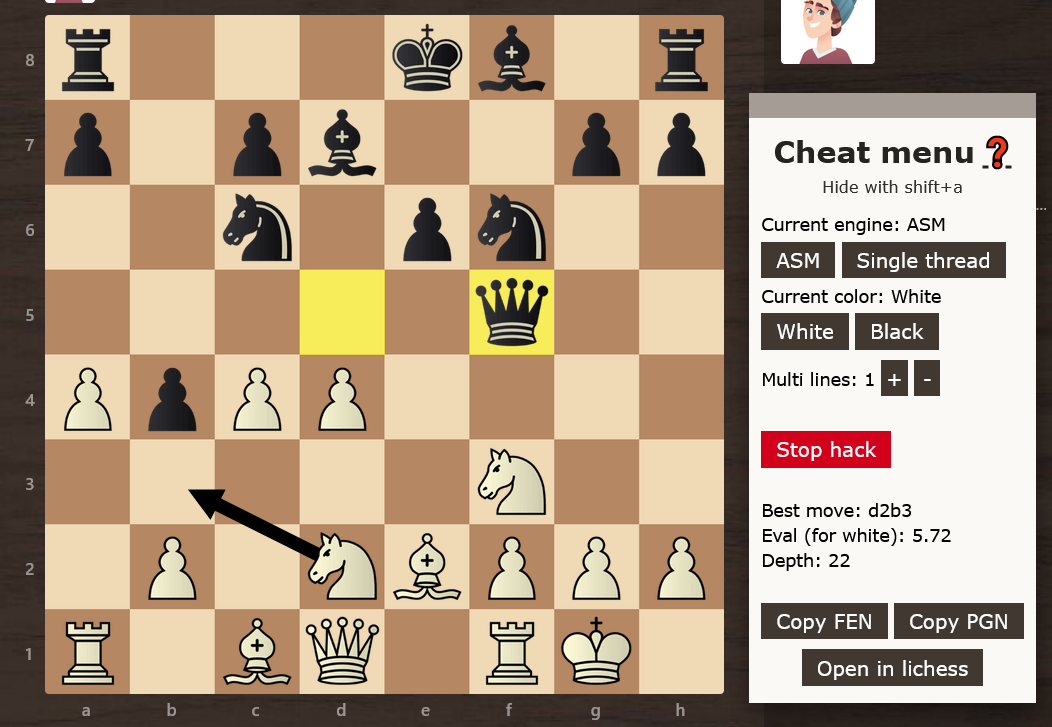 8
7
6
5
4
3
2
1
a b c d e f g h
Cheat menu ?
Hide with shift+a
Current engine: ASM
ASM Single thread
Current color: White
White Black
Multi lines: 1 + -
Stop hack
Best move: d2b3
Eval (for white): 5.72
Depth: 22
Copy FEN Copy PGN
Open in lichess
...